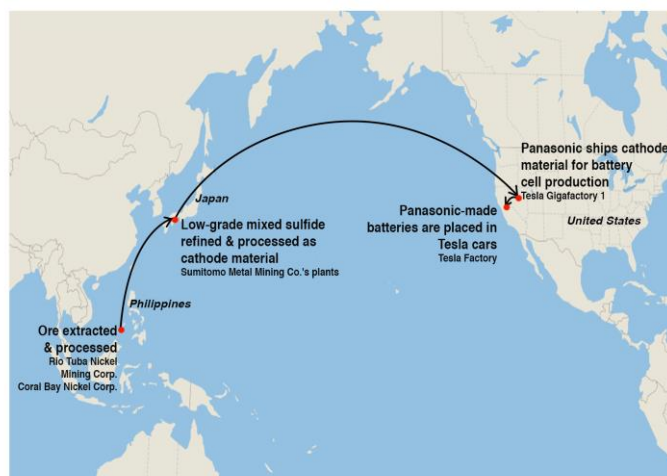 Panasonic ships cathode
material for battery
cell production
Tesla Gigafactory 1
United States
Panasonic-made
batteries are placed in
Tesla cars
Tesla Factory
Japan
Low-grade mixed sulfide
refined & processed as
cathode material
Sumitomo Metal Mining Co.'s plants
Philippines
Ore extracted
& processed
Rio Tuba Nickel
Mining Corp.
Coral Bay Nickel Corp.